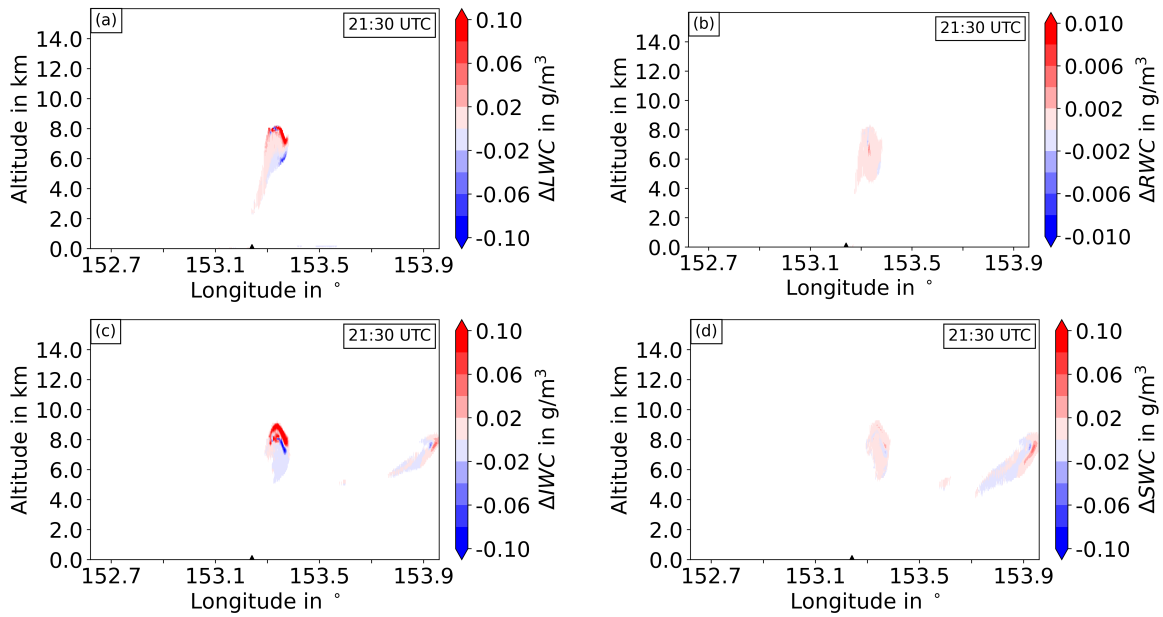 (a)
21:30 UTC
14.0
12.0
10.0
8.0
6.0
4.0
2.0
0.0
Altitude in km
152.7 153.1 153.5 153.9
Longitude in °
0.10
0.06
0.02
-0.02
-0.06
-0.10
ΔLWC in g/m³
(b)
21:30 UTC
14.0
12.0
10.0
8.0
6.0
4.0
2.0
0.0
Altitude in km
152.7 153.1 153.5 153.9
Longitude in °
0.010
0.006
0.002
-0.002
-0.006
-0.010
ΔRWC in g/m³
(c)
21:30 UTC
14.0
12.0
10.0
8.0
6.0
4.0
2.0
0.0
Altitude in km
152.7 153.1 153.5 153.9
Longitude in °
0.10
0.06
0.02
-0.02
-0.06
-0.10
ΔIWC in g/m³
(d)
21:30 UTC
14.0
12.0
10.0
8.0
6.0
4.0
2.0
0.0
Altitude in km
152.7 153.1 153.5 153.9
Longitude in °
0.10
0.06
0.02
-0.02
-0.06
-0.10
ΔSWC in g/m³